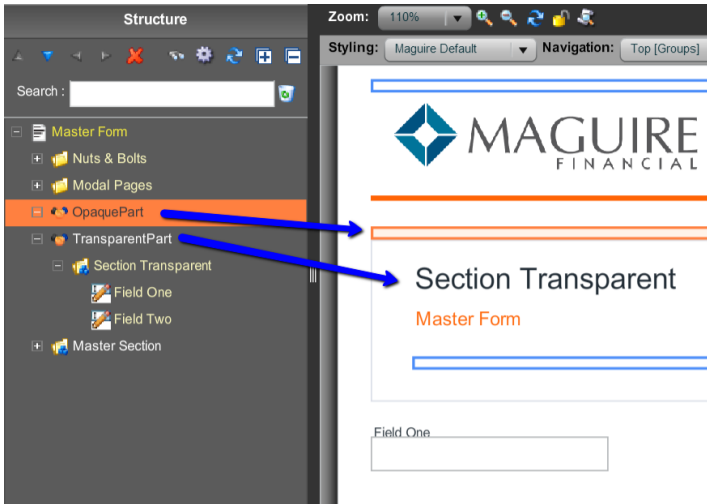 Structure
Zoom: 110%
Styling: Maguire Default Navigation: Top [Groups]
Search :
Master Form
Nuts & Bolts
Modal Pages
OpaquePart
TransparentPart
Section Transparent
Field One
Field Two
Master Section
MAGUIRE
FINANCIAL
Section Transparent
Master Form
Field One